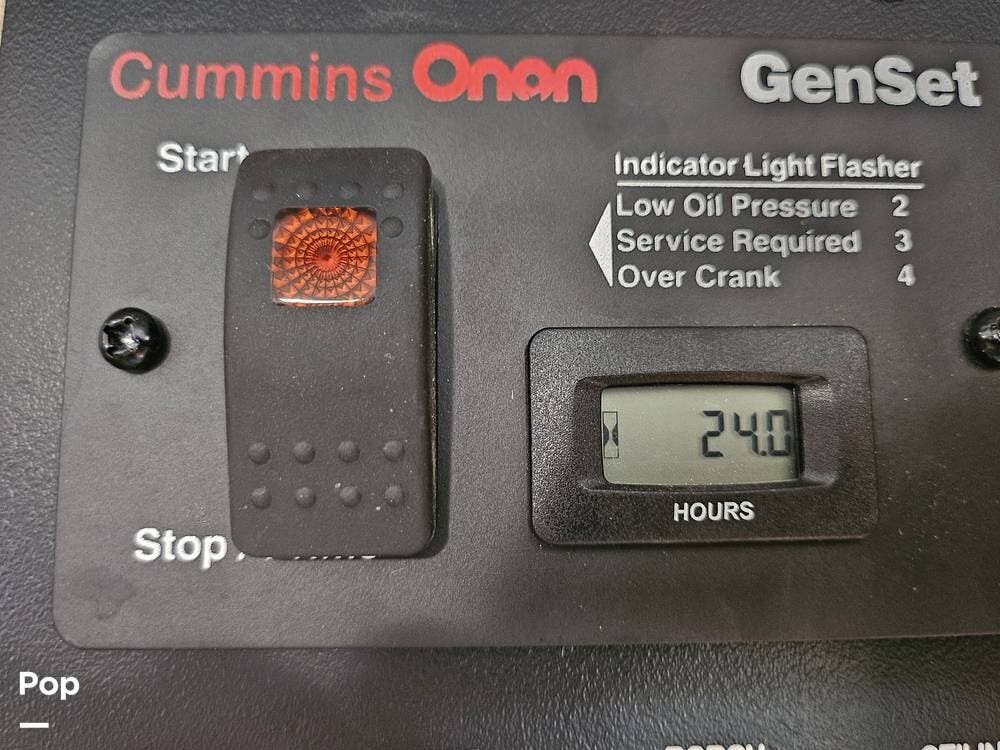 Cummins Onan
GenSet
Start
Indicator Light Flasher
Low Oil Pressure 2
Service Required 3
Over Crank 4
24.0
HOURS
Stop
Pop